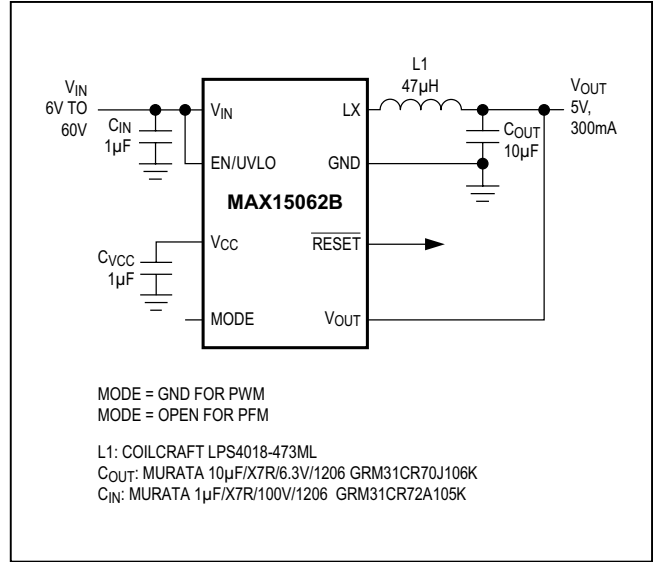 L1
47µH
VIN
6V TO
60V
CIN
1µF
VIN
LX
COUT
10µF
VOUT
5V,
300mA
EN/UVLO
GND
MAX15062B
CVCC
1µF
VCC
RESET
MODE
VOUT
MODE = GND FOR PWM
MODE = OPEN FOR PFM
L1: COILCRAFT LPS4018-473ML
COUT: MURATA 10µF/X7R/6.3V/1206 GRM31CR70J106K
CIN: MURATA 1µF/X7R/100V/1206 GRM31CR72A105K